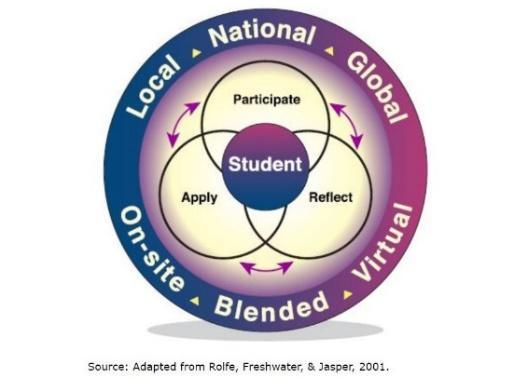 Local ▲ National ▲ Global
Participate
Student
Apply
Reflect
On-site ▲ Blended ▲ Virtual
Source: Adapted from Rolfe, Freshwater, & Jasper, 2001.